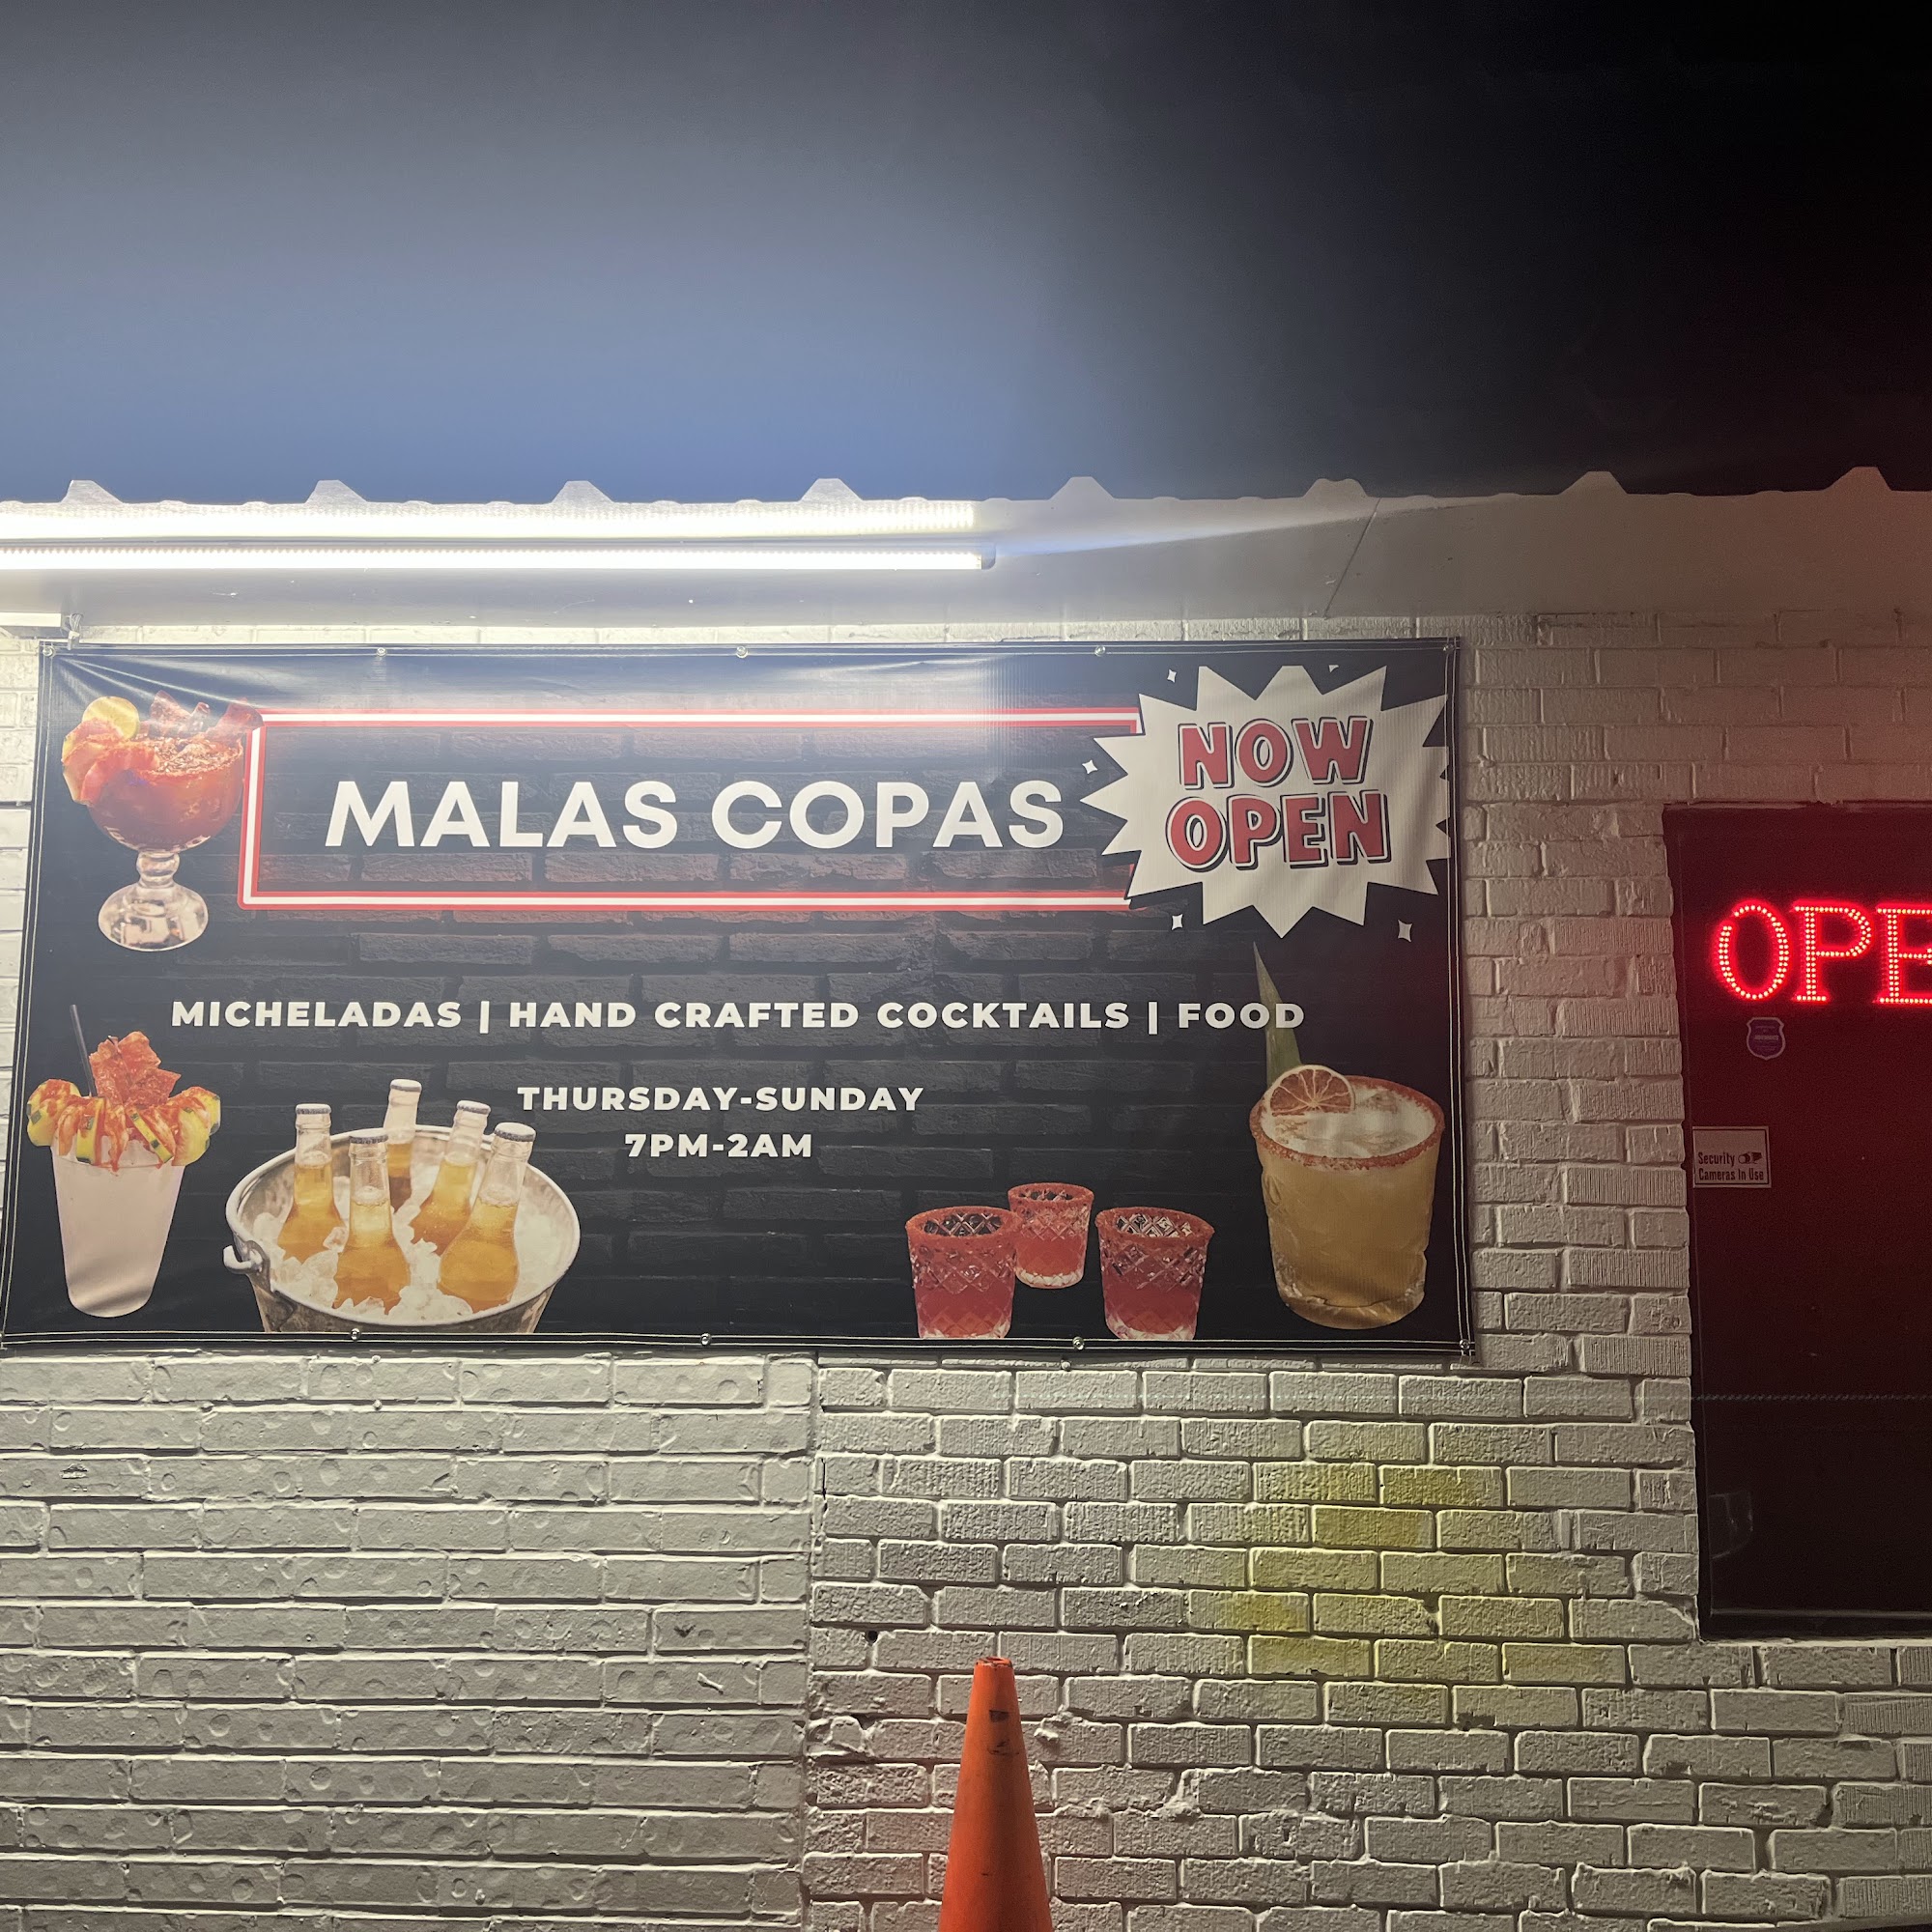 MALAS COPAS
NOW
OPEN
MICHELADAS | HAND CRAFTED COCKTAILS | FOOD
THURSDAY-SUNDAY
7PM-2AM
OPE
Security
Cameras In Use